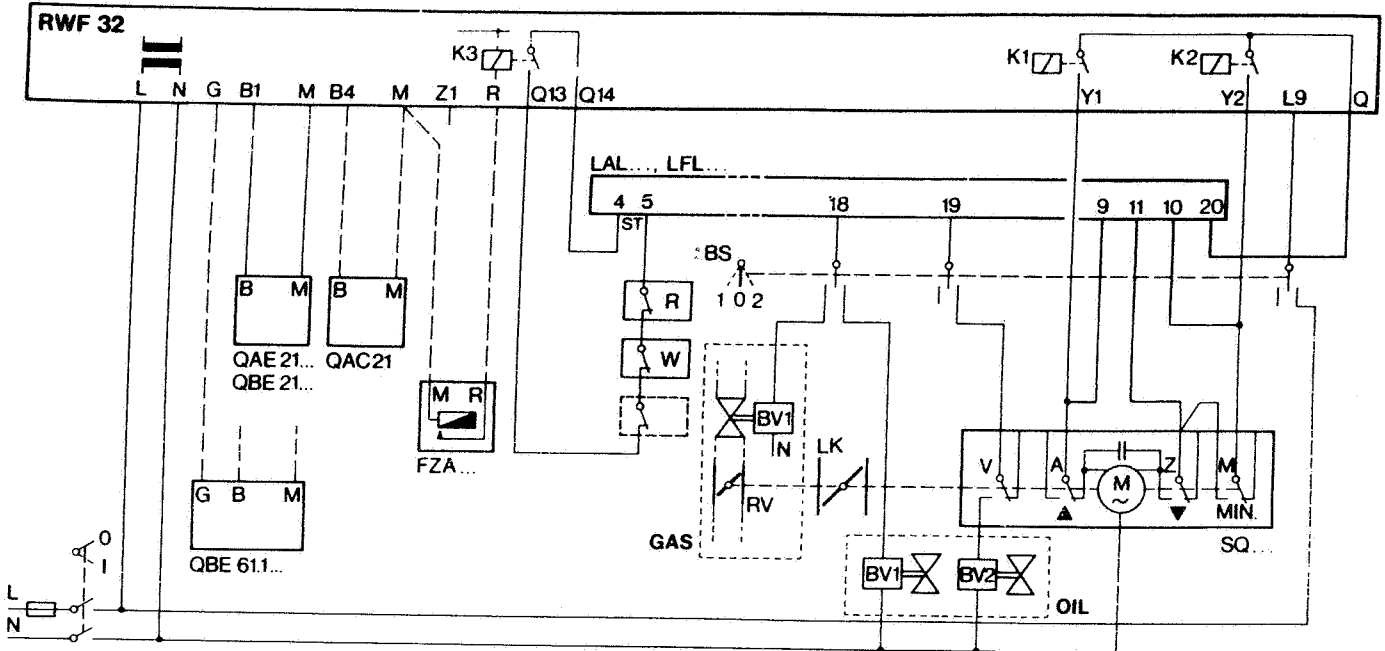 RWF 32
K3 K1 K2
L N G B1 M B4 M Z1 R Q13 Q14 Y1 Y2 L9 Q
LAL..., LFL...
4 5 18 19 9 11 10 20
ST
BS
1 0 2
B M B M R
QAE 21... QAC 21
QBE 21...
W
M R
BV1
N
FZA...
LK
V A M Z M
G B M
RV
~ MIN.
GAS
SQ...
QBE 61.1...
0
I
BV1 BV2
OIL
L
N